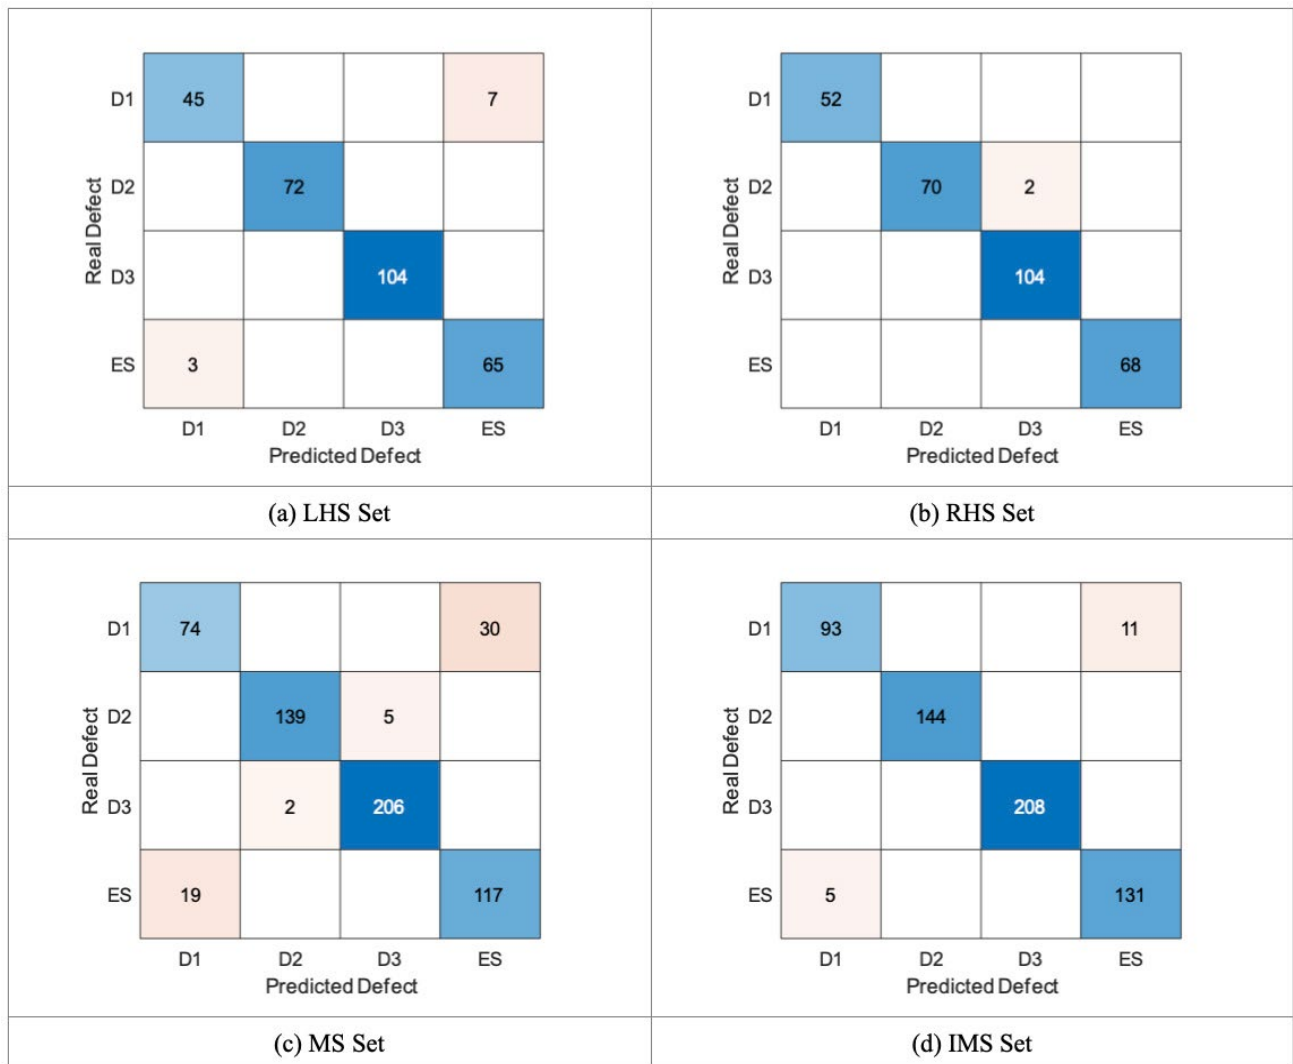 D1 45 7
D2 72
D3 104
ES 3 65
D1 D2 D3 ES
Predicted Defect
Real Defect
(a) LHS Set
D1 52
D2 70 2
D3 104
ES 68
D1 D2 D3 ES
Predicted Defect
Real Defect
(b) RHS Set
D1 74 30
D2 139 5
D3 2 206
ES 19 117
D1 D2 D3 ES
Predicted Defect
Real Defect
(c) MS Set
D1 93 11
D2 144
D3 208
ES 5 131
D1 D2 D3 ES
Predicted Defect
Real Defect
(d) IMS Set